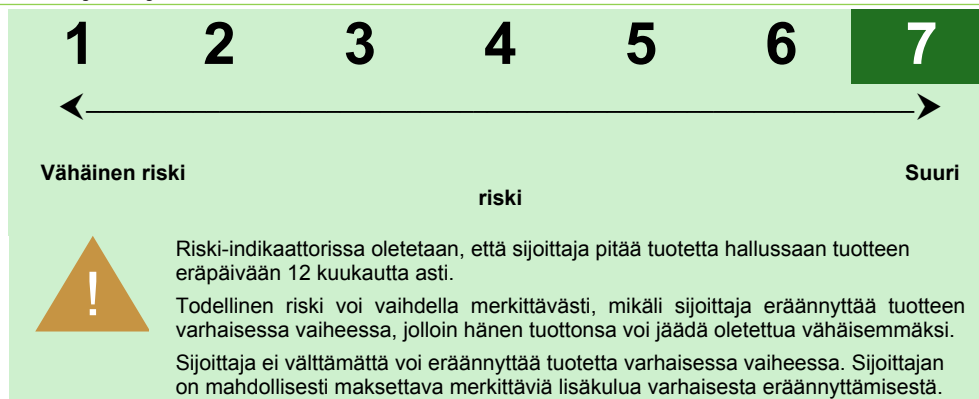 1 2 3 4 5 6 7
Vähäinen riski Suuri
riski
!
Riski-indikaattorissa oletetaan, että sijoittaja pitää tuotetta hallussaan tuotteen
eräpäivään 12 kuukautta asti.
Todellinen riski voi vaihdella merkittävästi, mikäli sijoittaja eräännyttää tuotteen
varhaisessa vaiheessa, jolloin hänen tuottonsa voi jäädä oletettua vähäisemmäksi.
Sijoittaja ei välttämättä voi eräännyttää tuotetta varhaisessa vaiheessa. Sijoittajan
on mahdollisesti maksettava merkittäviä lisäkulua varhaisesta eräännyttämisestä.